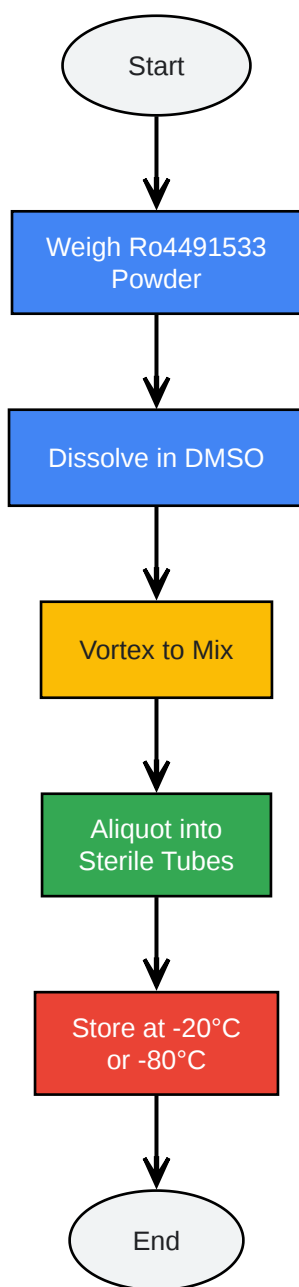 Start
Weigh Ro4491533
Powder
Dissolve in DMSO
Vortex to Mix
Aliquot into
Sterile Tubes
Store at -20°C
or -80°C
End